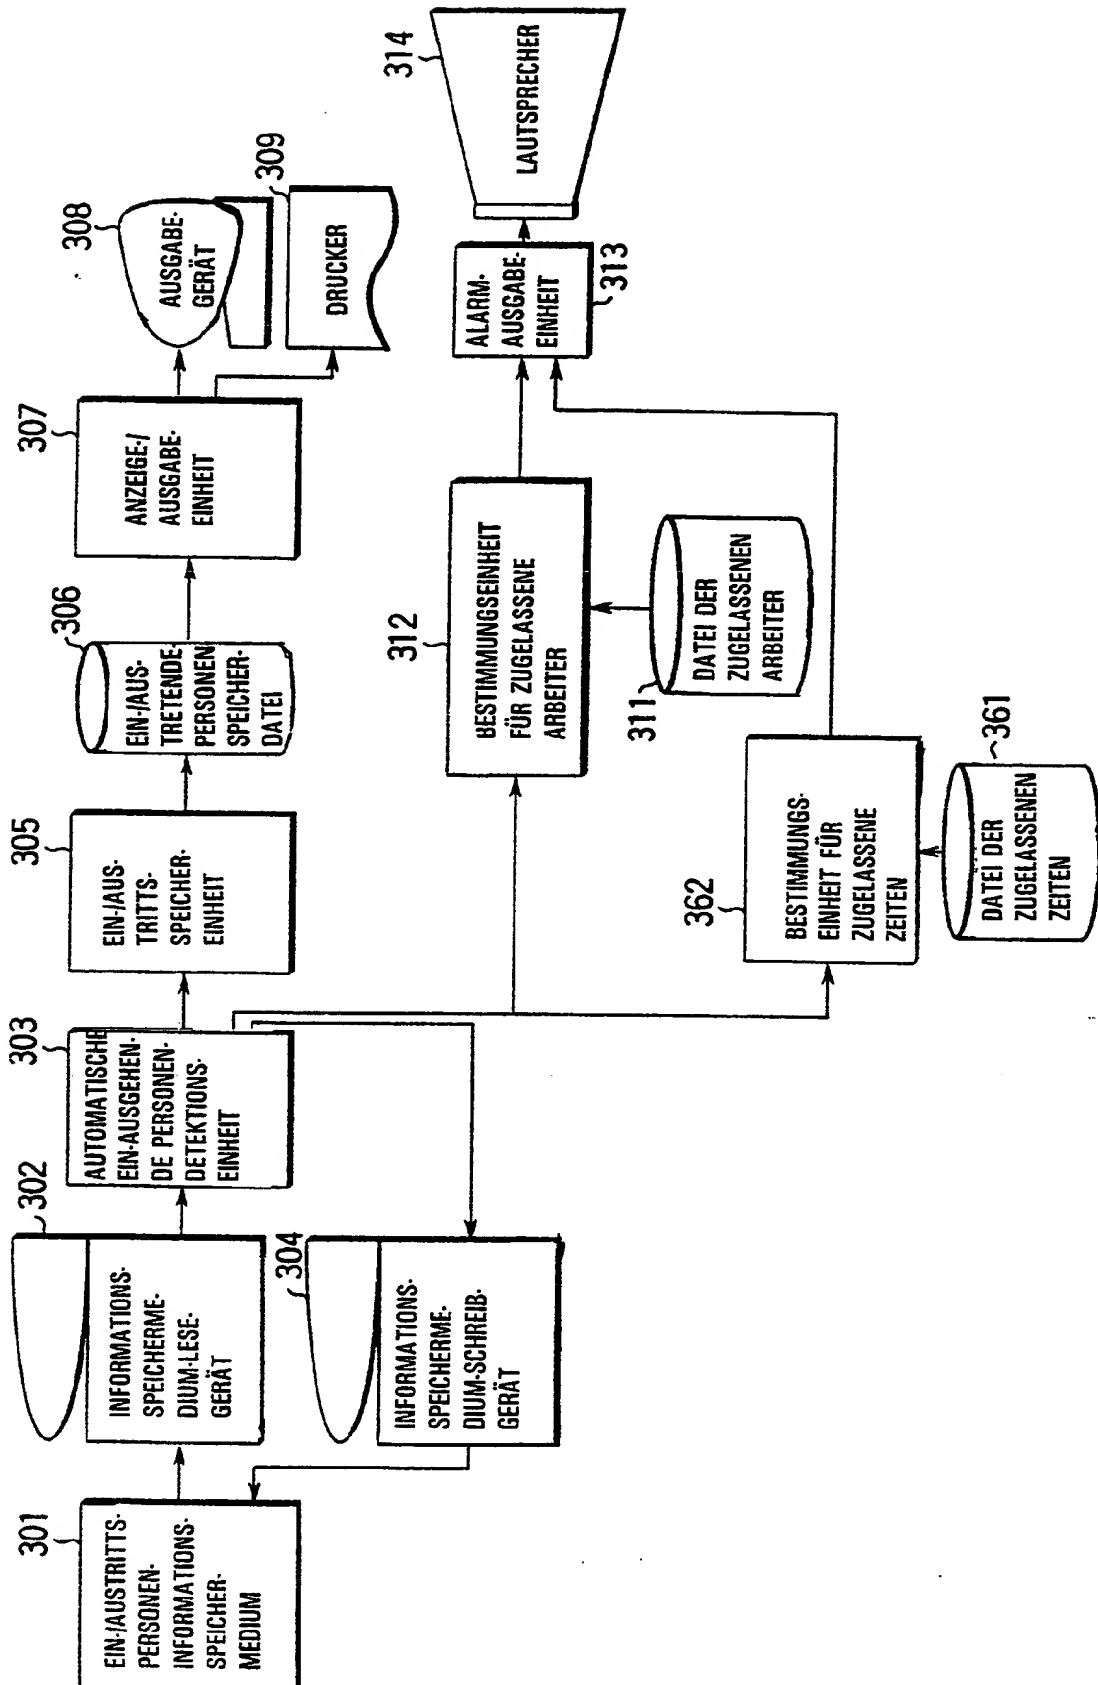 301
EIN-/AUSTRITTS-
PERSONEN-
INFORMATIONS-
SPEICHER-
MEDIUM
302
INFORMATIONS-
SPEICHERME-
DIUM-LESE-
GERÄT
304
INFORMATIONS-
SPEICHERME-
DIUM-SCHREIB-
GERÄT
303
AUTOMATISCHE
EIN-AUSGEHEN-
DE PERSONEN-
DETEKTIONS-
EINHEIT
305
EIN-/AUS-
TRITTS-
SPEICHER-
EINHEIT
306
EIN-/AUS-
TRETENDE-
PERSONEN
SPEICHER-
DATEI
307
ANZEIGE-/
AUSGABE-
EINHEIT
308
AUSGABE-
GERÄT
309
DRUCKER
312
BESTIMMUNGSEINHEIT
FÜR ZUGELASSENE
ARBEITER
311
DATEI DER
ZUGELASSENEN
ARBEITER
313
ALARM-
AUSGABE-
EINHEIT
314
LAUTSPRECHER
362
BESTIMMUNGS-
EINHEIT FÜR
ZUGELASSENE
ZEITEN
361
DATEI DER
ZUGELASSENEN
ZEITEN